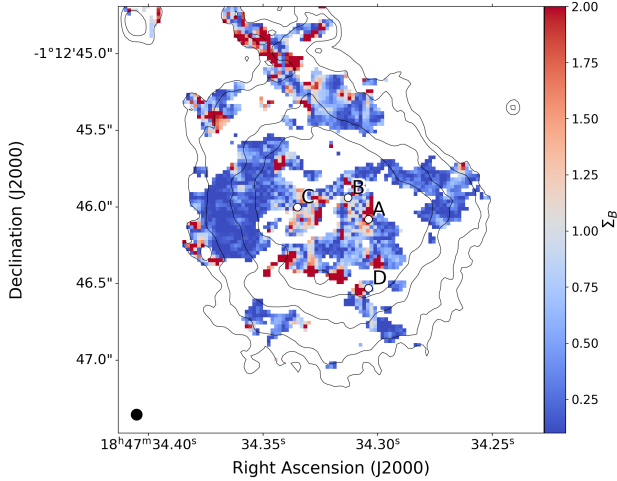 2.00
-1°12'45.0"
1.75
1.50
45.5"
1.25
B
C
A
46.0"
Declination (J2000)
1.00
Σ_B
0.75
46.5"
D
0.50
47.0"
0.25
18ʰ47ᵐ34.40ˢ 34.35ˢ 34.30ˢ 34.25ˢ
Right Ascension (J2000)